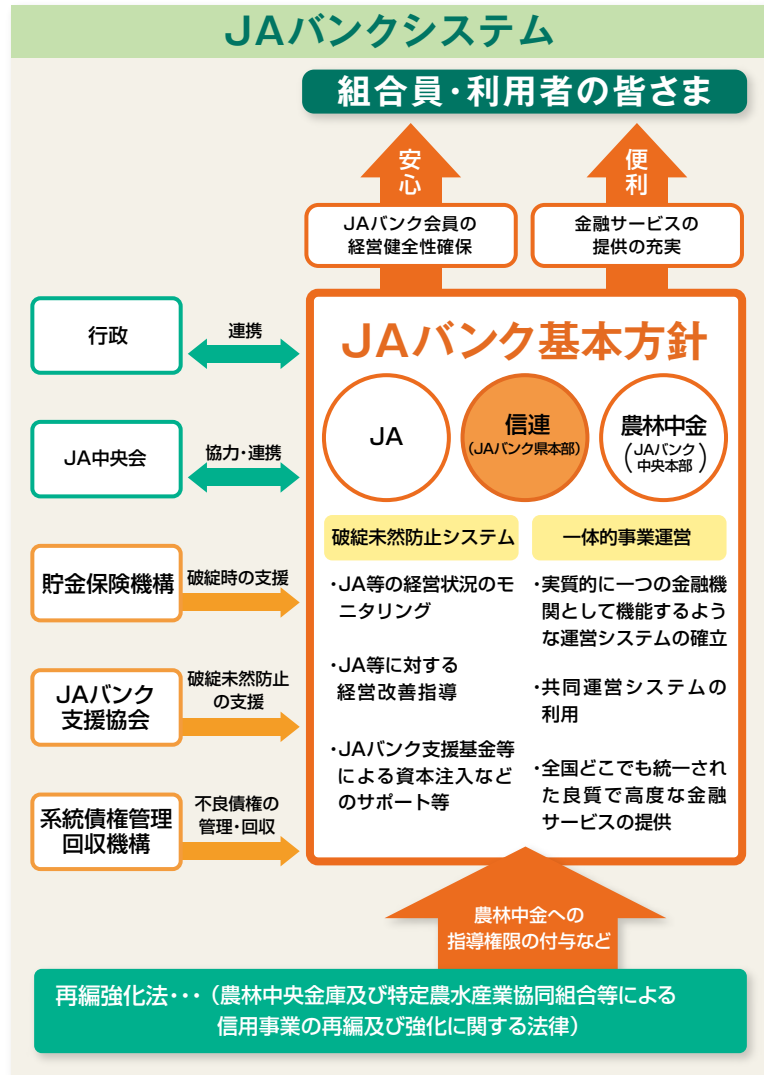 JAバンクシステム
組合員・利用者の皆さま
安心
便利
JAバンク会員の
経営健全性確保
金融サービスの
提供の充実
行政
連携
JA中央会
協力・連携
貯金保険機構
破綻時の支援
JAバンク
支援協会
破綻未然防止
の支援
系統債権管理
回収機構
不良債権の
管理・回収
JAバンク基本方針
JA
信連
(JAバンク県本部)
農林中金
(JAバンク
中央本部)
破綻未然防止システム
・JA等の経営状況のモ
ニタリング
・JA等に対する
経営改善指導
・JAバンク支援基金等
による資本注入など
のサポート等
一体的事業運営
・実質的に一つの金融機
関として機能するよう
な運営システムの確立
・共同運営システムの
利用
・全国どこでも統一され
た良質で高度な金融
サービスの提供
農林中金への
指導権限の付与など
再編強化法・・・（農林中央金庫及び特定農水産業協同組合等による
信用事業の再編及び強化に関する法律）